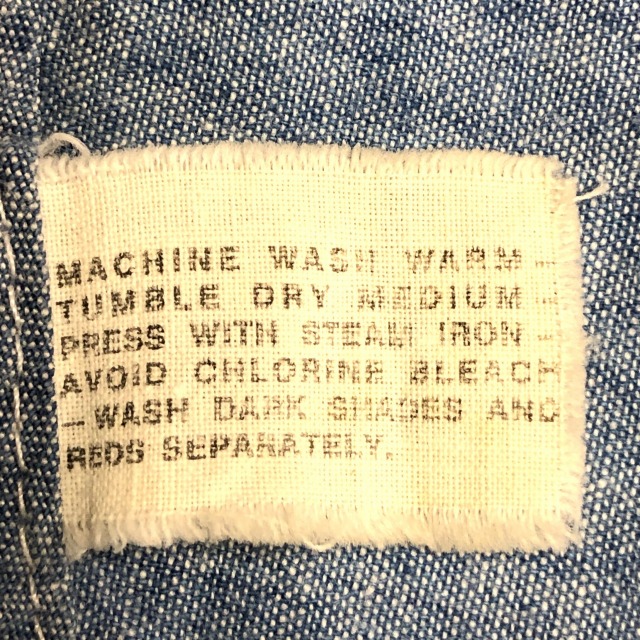 MACHINE WASH WARM -
TUMBLE DRY MEDIUM -
PRESS WITH STEAM IRON -
AVOID CHLORINE BLEACH
- WASH DARK SHADES AND
REDS SEPARATELY.